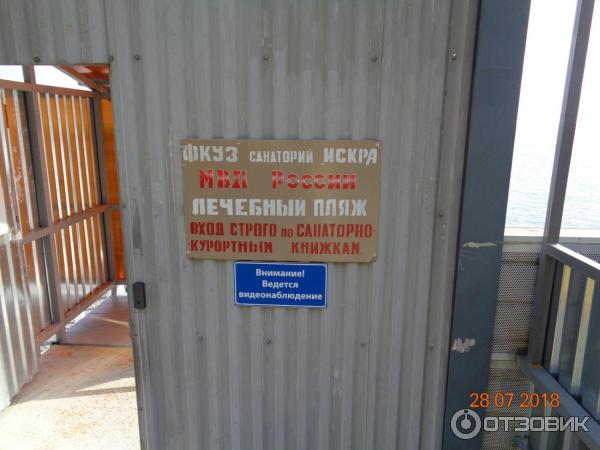 ФКУЗ САНАТОРИЙ ИСКРА
МВД РОССИИ
ЛЕЧЕБНЫЙ ПЛЯЖ
ВХОД СТРОГО по САНАТОРНО-
КУРОРТНЫМ КНИЖКАМ
Внимание!
Ведется
видеонаблюдение
28 07 2018
ОТЗОВИК